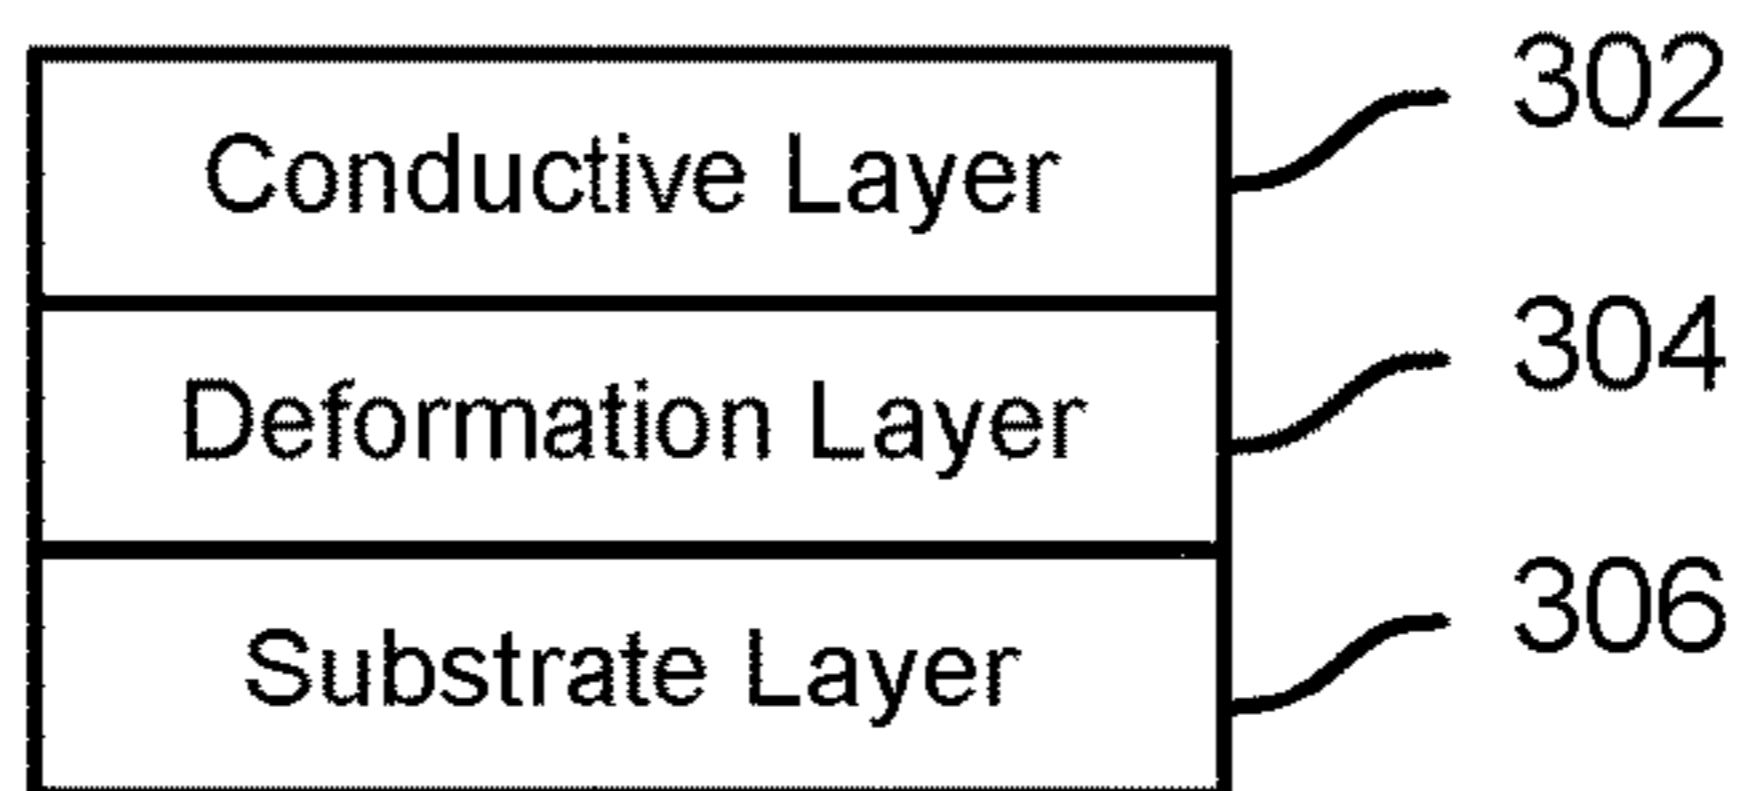 Conductive Layer 302
Deformation Layer 304
Substrate Layer 306